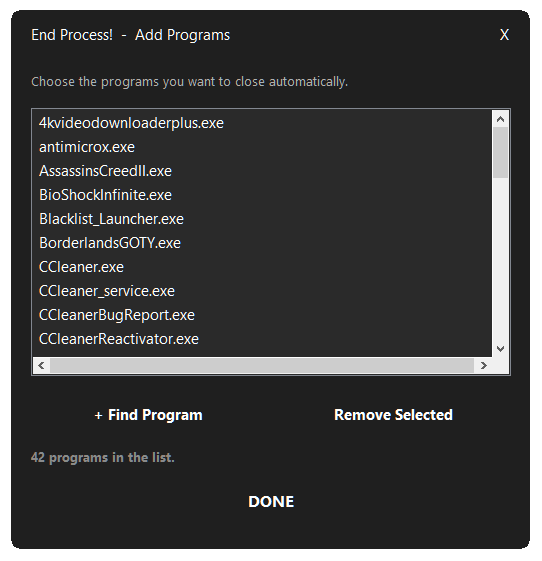 End Process!  -  Add Programs
X
Choose the programs you want to close automatically.
4kvideodownloaderplus.exe
antimicrox.exe
AssassinsCreedII.exe
BioShockInfinite.exe
Blacklist_Launcher.exe
BorderlandsGOTY.exe
CCleaner.exe
CCleaner_service.exe
CCleanerBugReport.exe
CCleanerReactivator.exe
+ Find Program
Remove Selected
42 programs in the list.
DONE